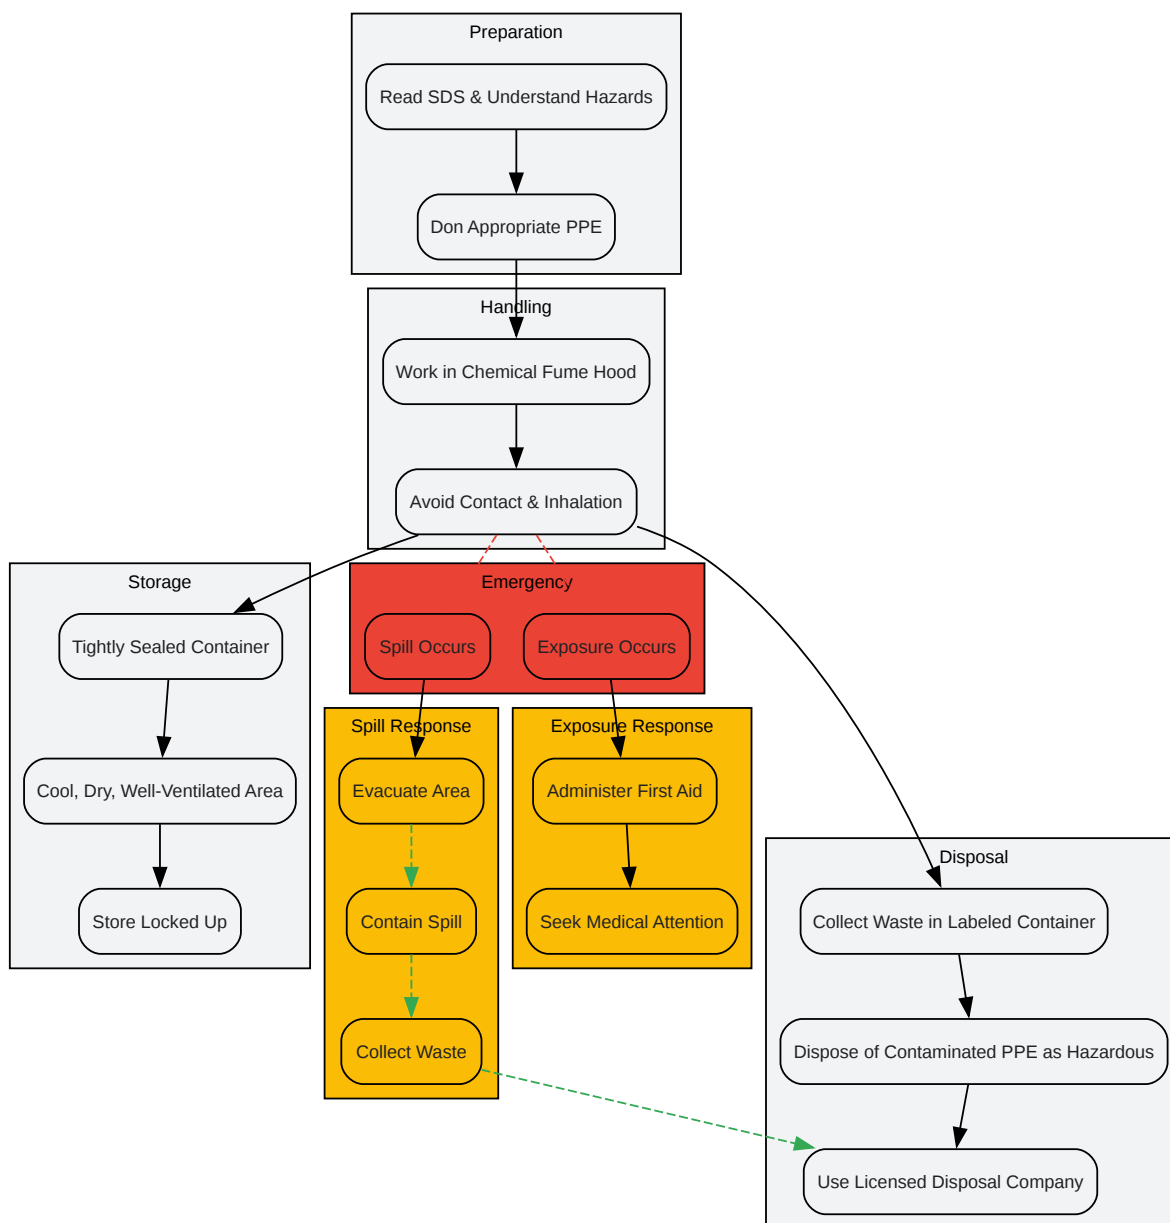 Preparation
Read SDS & Understand Hazards
Don Appropriate PPE
Handling
Work in Chemical Fume Hood
Avoid Contact & Inhalation
Storage
Tightly Sealed Container
Cool, Dry, Well-Ventilated Area
Store Locked Up
Emergency
Spill Occurs
Exposure Occurs
Spill Response
Evacuate Area
Contain Spill
Collect Waste
Exposure Response
Administer First Aid
Seek Medical Attention
Disposal
Collect Waste in Labeled Container
Dispose of Contaminated PPE as Hazardous
Use Licensed Disposal Company